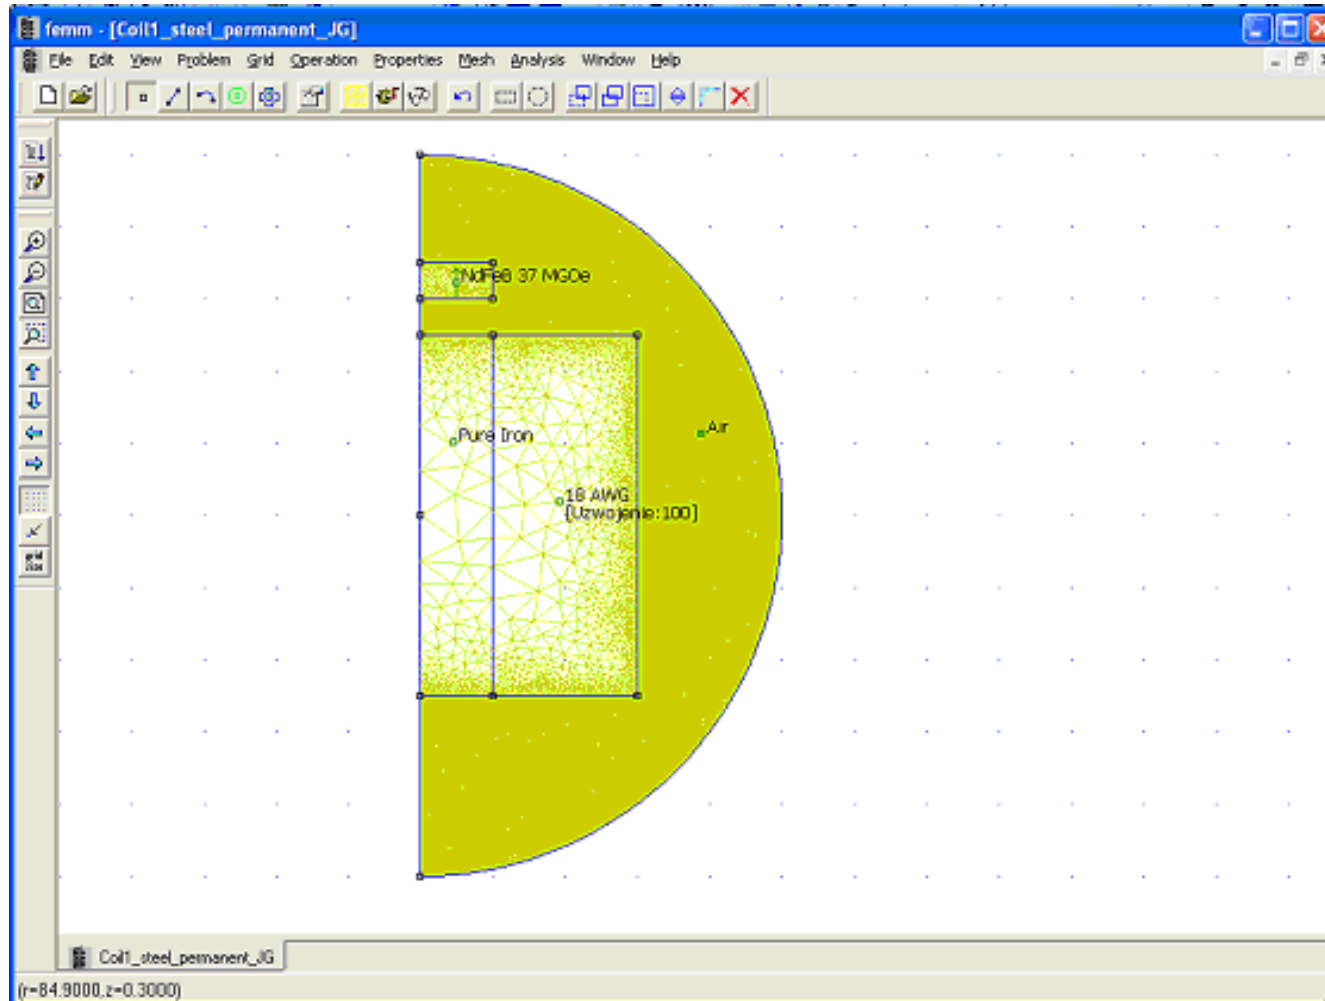 femm - [Coil1_steel_permanent_JG]
File Edit View Problem Grid Operation Properties Mesh Analysis Window Help
NdFeB 37 MGOe
Air
Pure Iron
18 AWG
[Uzwojenie:100]
Coil1_steel_permanent_JG
(r=84.9000,z=0.3000)